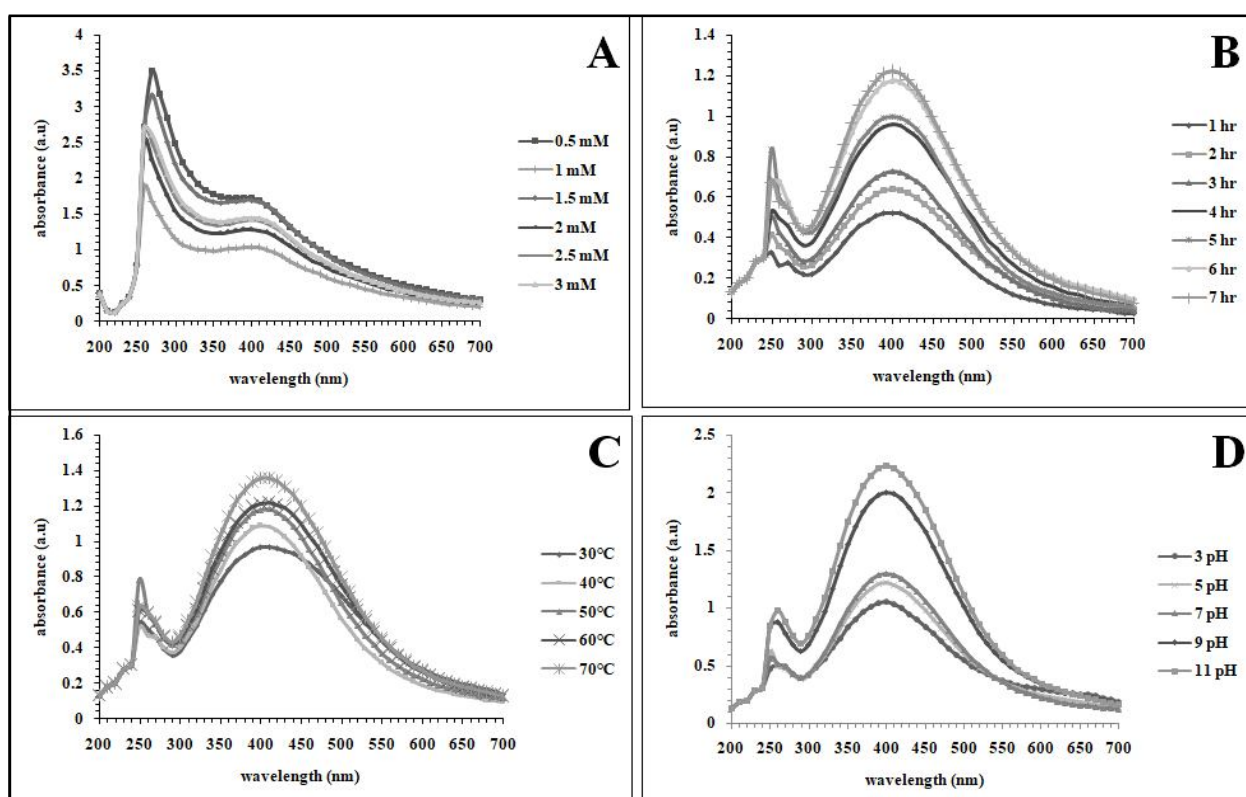 A
4
3.5
3
2.5
2
1.5
1
0.5
0
absorbance (a.u)
200 250 300 350 400 450 500 550 600 650 700
wavelength (nm)
0.5 mM
1 mM
1.5 mM
2 mM
2.5 mM
3 mM
B
1.4
1.2
1
0.8
0.6
0.4
0.2
0
absorbance (a.u)
200 250 300 350 400 450 500 550 600 650 700
wavelength (nm)
1 hr
2 hr
3 hr
4 hr
5 hr
6 hr
7 hr
C
1.6
1.4
1.2
1
0.8
0.6
0.4
0.2
0
absorbance (a.u)
200 250 300 350 400 450 500 550 600 650 700
wavelength (nm)
30°C
40°C
50°C
60°C
70°C
D
2.5
2
1.5
1
0.5
0
absorbance (a.u)
200 250 300 350 400 450 500 550 600 650 700
wavelength (nm)
3 pH
5 pH
7 pH
9 pH
11 pH